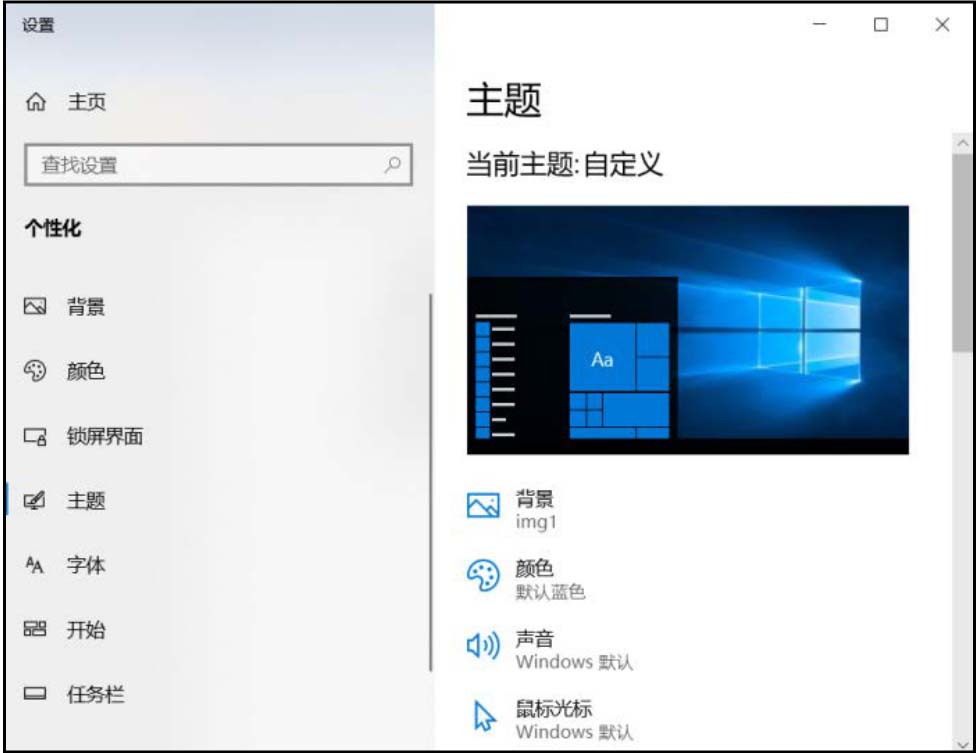 设置
主页
查找设置
个性化
背景
颜色
锁屏界面
主题
字体
开始
任务栏
主题
当前主题: 自定义
Aa
背景
img1
颜色
默认蓝色
声音
Windows 默认
鼠标光标
Windows 默认